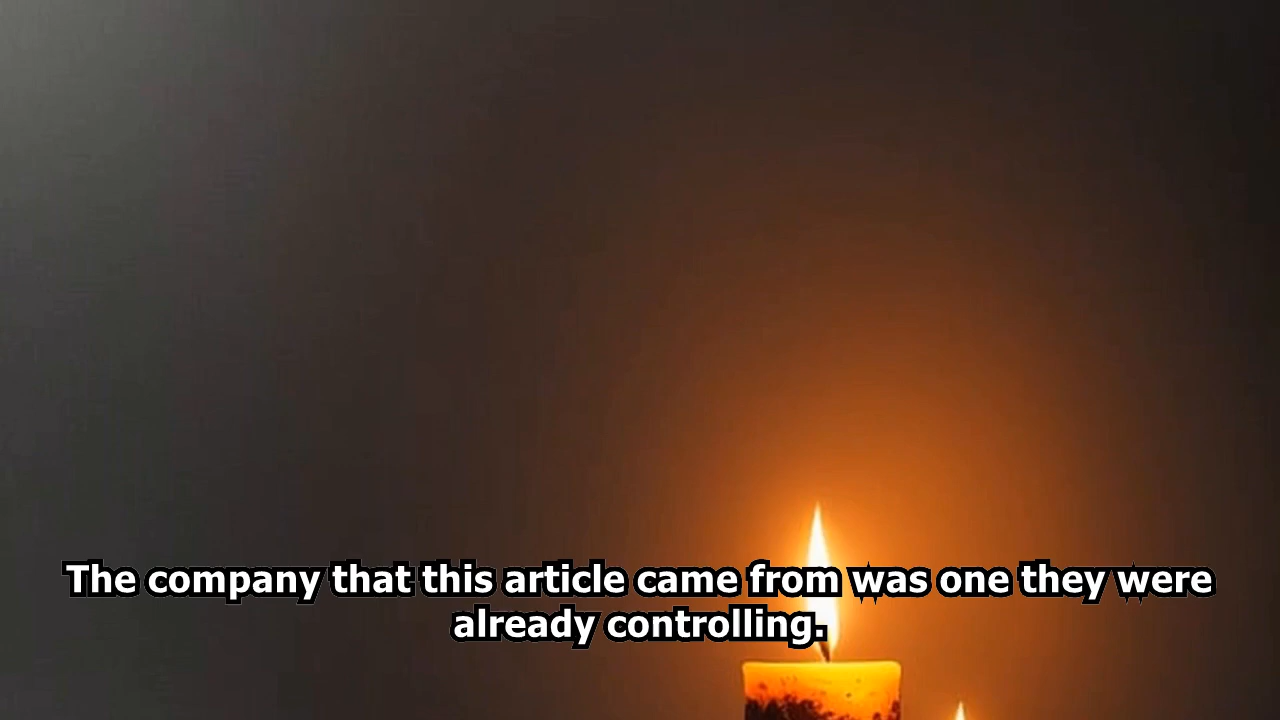 The company that this article came from was one they were
already controlling.